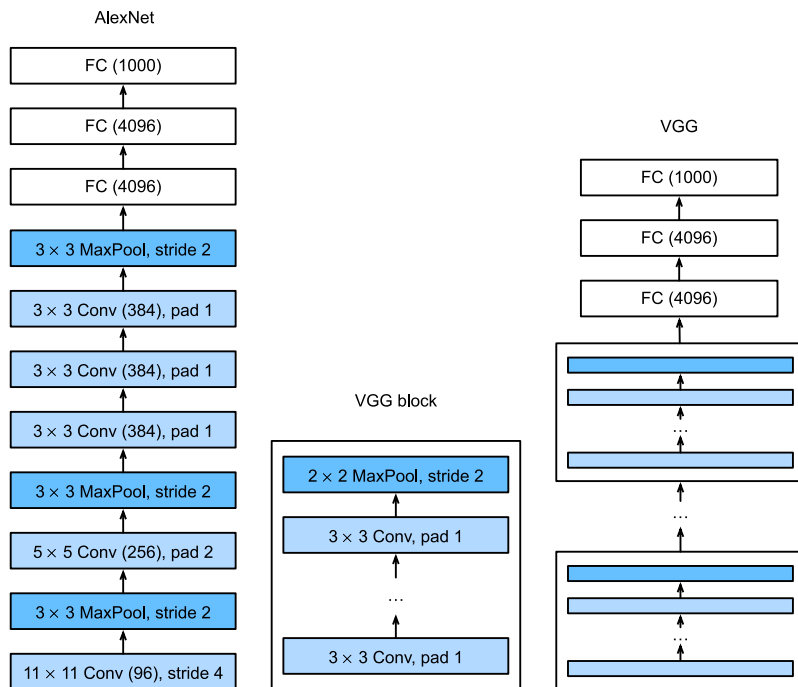 AlexNet
FC (1000)
FC (4096)
FC (4096)
3 × 3 MaxPool, stride 2
3 × 3 Conv (384), pad 1
3 × 3 Conv (384), pad 1
3 × 3 Conv (384), pad 1
3 × 3 MaxPool, stride 2
5 × 5 Conv (256), pad 2
3 × 3 MaxPool, stride 2
11 × 11 Conv (96), stride 4
VGG block
2 × 2 MaxPool, stride 2
3 × 3 Conv, pad 1
...
3 × 3 Conv, pad 1
VGG
FC (1000)
FC (4096)
FC (4096)
...
...
...